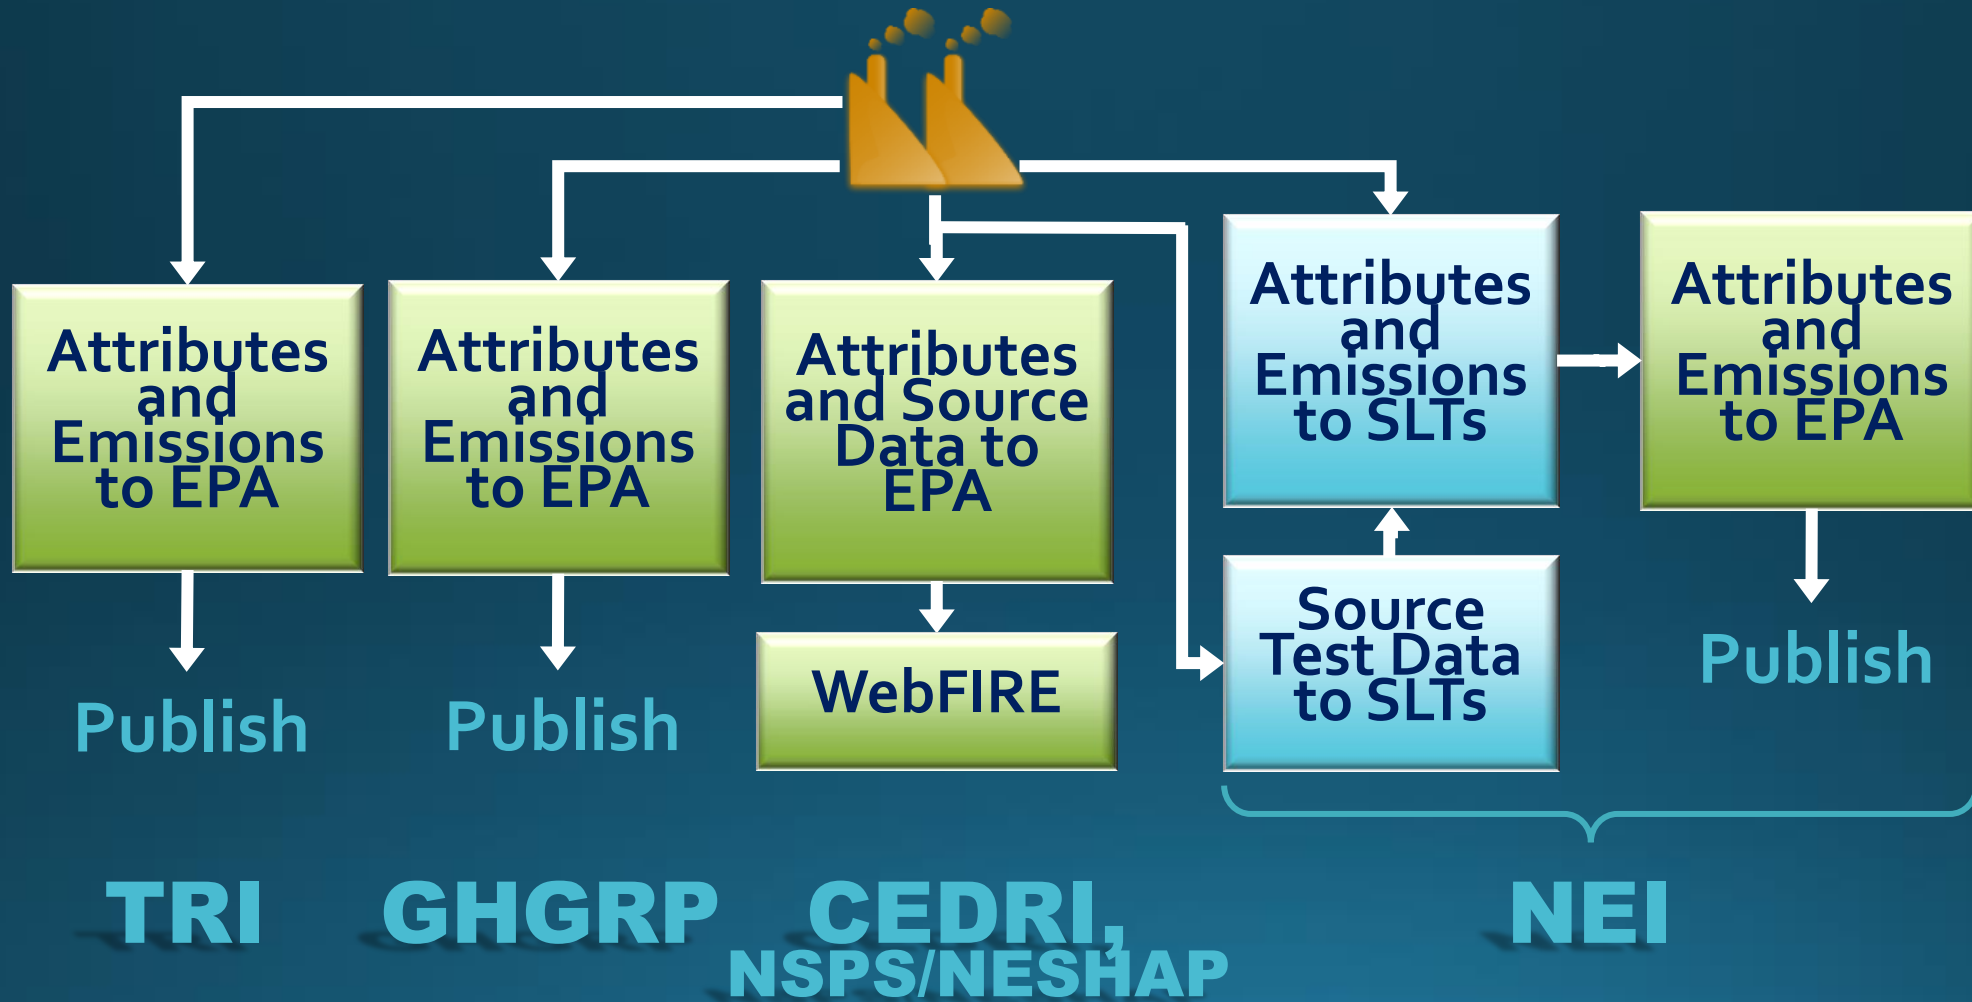 Attributes
and
Emissions
to EPA
Publish
TRI
Attributes
and
Emissions
to EPA
Publish
GHGRP
Attributes
and Source
Data to
EPA
WebFIRE
CEDRI,
NSPS/NESHAP
Attributes
and
Emissions
to SLTs
Source
Test Data
to SLTs
Attributes
and
Emissions
to EPA
Publish
NEI